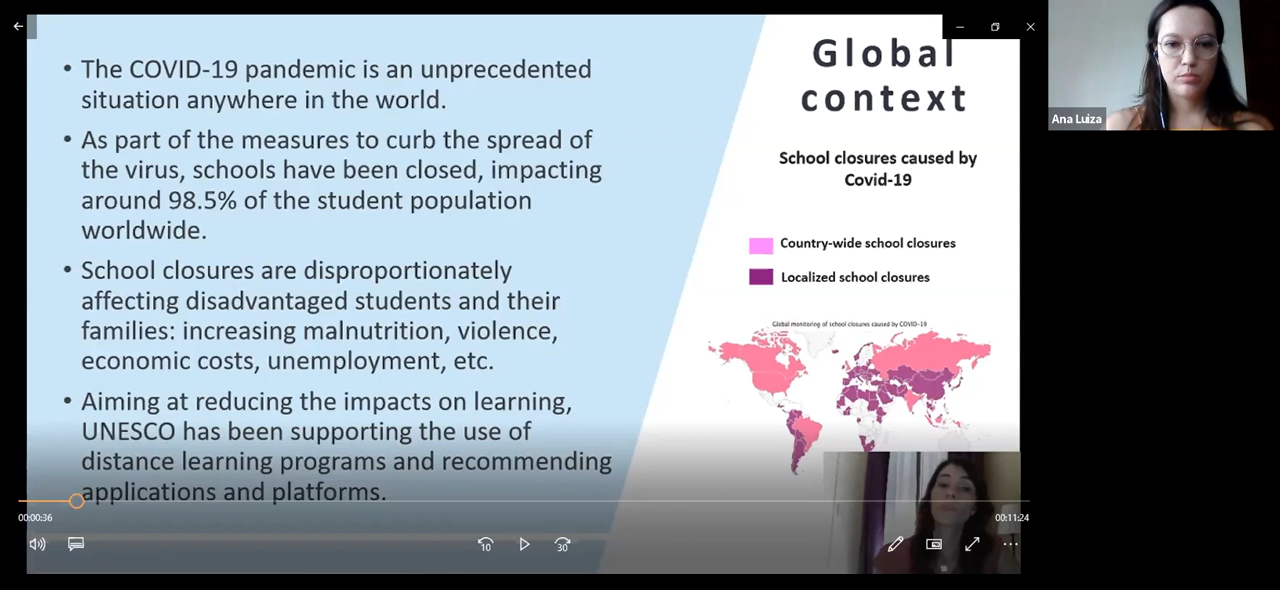 • The COVID-19 pandemic is an unprecedented
situation anywhere in the world.
• As part of the measures to curb the spread of
the virus, schools have been closed, impacting
around 98.5% of the student population
worldwide.
• School closures are disproportionately
affecting disadvantaged students and their
families: increasing malnutrition, violence,
economic costs, unemployment, etc.
• Aiming at reducing the impacts on learning,
UNESCO has been supporting the use of
distance learning programs and recommending
applications and platforms.
Global
context
School closures caused by
Covid-19
Country-wide school closures
Localized school closures
Global monitoring of school closures caused by COVID-19
Ana Luiza
00:00:36
00:11:24
10
30